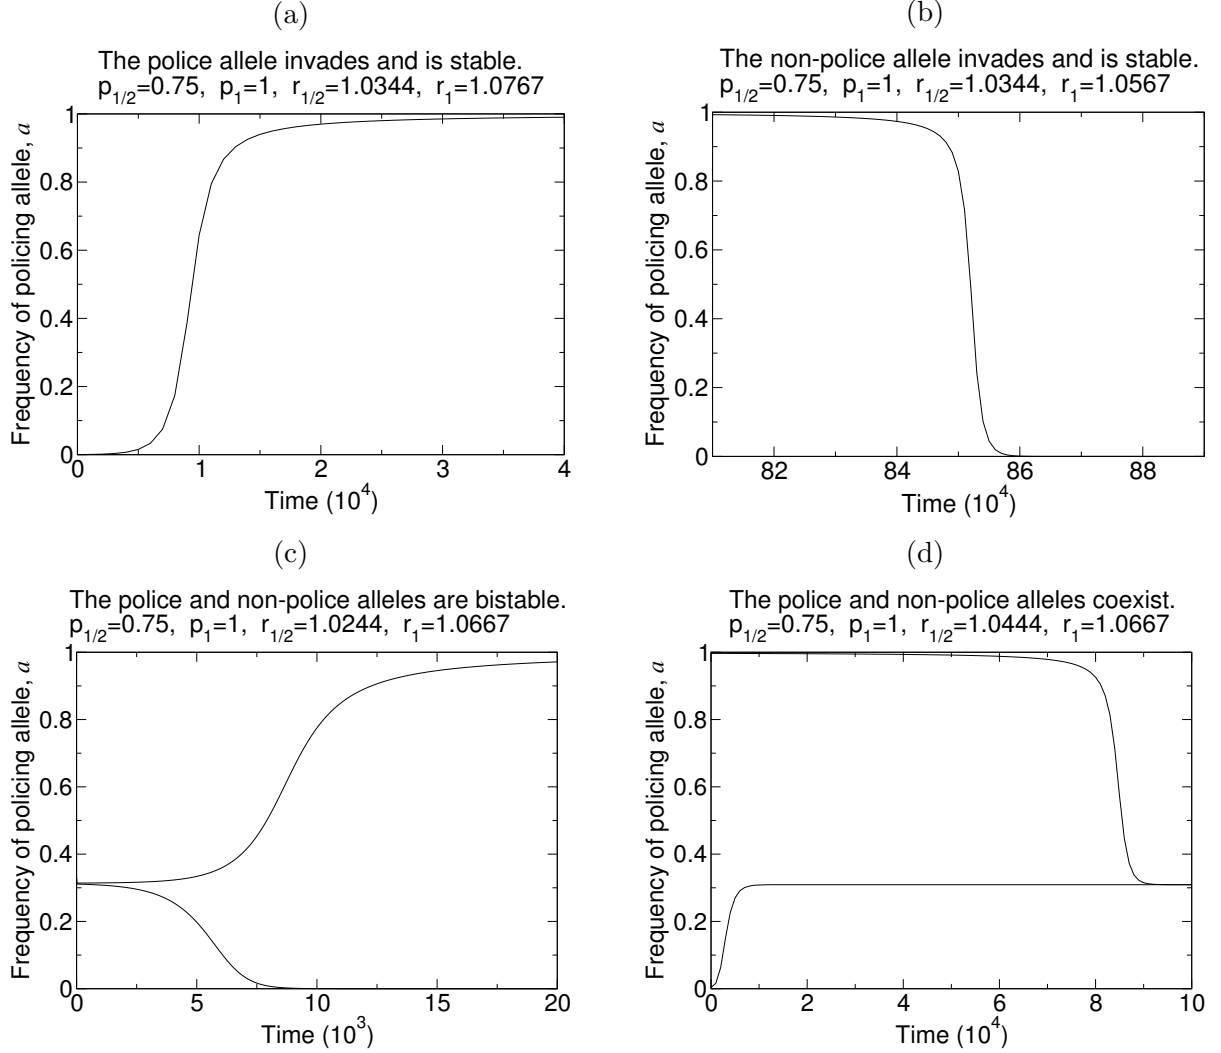 (a)
The police allele invades and is stable.
p1/2=0.75, p1=1, r1/2=1.0344, r1=1.0767
Frequency of policing allele, a
1
0.8
0.6
0.4
0.2
0
0 1 2 3 4
Time (10^4)
(b)
The non-police allele invades and is stable.
p1/2=0.75, p1=1, r1/2=1.0344, r1=1.0567
Frequency of policing allele, a
1
0.8
0.6
0.4
0.2
0
82 84 86 88
Time (10^4)
(c)
The police and non-police alleles are bistable.
p1/2=0.75, p1=1, r1/2=1.0244, r1=1.0667
Frequency of policing allele, a
1
0.8
0.6
0.4
0.2
0
0 5 10 15 20
Time (10^3)
(d)
The police and non-police alleles coexist.
p1/2=0.75, p1=1, r1/2=1.0444, r1=1.0667
Frequency of policing allele, a
1
0.8
0.6
0.4
0.2
0
0 2 4 6 8 10
Time (10^4)